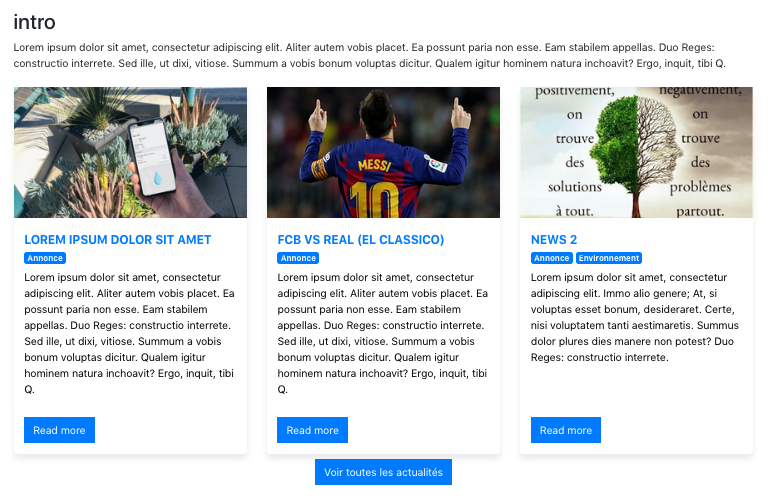 intro
Lorem ipsum dolor sit amet, consectetur adipiscing elit. Aliter autem vobis placet. Ea possunt paria non esse. Eam stabilem appellas. Duo Reges:
constructio interrete. Sed ille, ut dixi, vitiose. Summum a vobis bonum voluptas dicitur. Qualem igitur hominem natura inchoavit? Ergo, inquit, tibi Q.
MESSI
10
positivement,
on
trouve
des
solutions
à tout.
négativement,
on
trouve
des
problèmes
partout.
LOREM IPSUM DOLOR SIT AMET
Annonce
Lorem ipsum dolor sit amet, consectetur
adipiscing elit. Aliter autem vobis placet. Ea
possunt paria non esse. Eam stabilem
appellas. Duo Reges: constructio interrete.
Sed ille, ut dixi, vitiose. Summum a vobis
bonum voluptas dicitur. Qualem igitur
hominem natura inchoavit? Ergo, inquit, tibi
Q.
Read more
FCB VS REAL (EL CLASSICO)
Annonce
Lorem ipsum dolor sit amet, consectetur
adipiscing elit. Aliter autem vobis placet. Ea
possunt paria non esse. Eam stabilem
appellas. Duo Reges: constructio interrete.
Sed ille, ut dixi, vitiose. Summum a vobis
bonum voluptas dicitur. Qualem igitur
hominem natura inchoavit? Ergo, inquit, tibi
Q.
Read more
NEWS 2
Annonce Environnement
Lorem ipsum dolor sit amet, consectetur
adipiscing elit. Immo alio genere; At, si
voluptas esset bonum, desideraret. Certe,
nisi voluptatem tanti aestimaretis. Summus
dolor plures dies manere non potest? Duo
Reges: constructio interrete.
Read more
Voir toutes les actualités